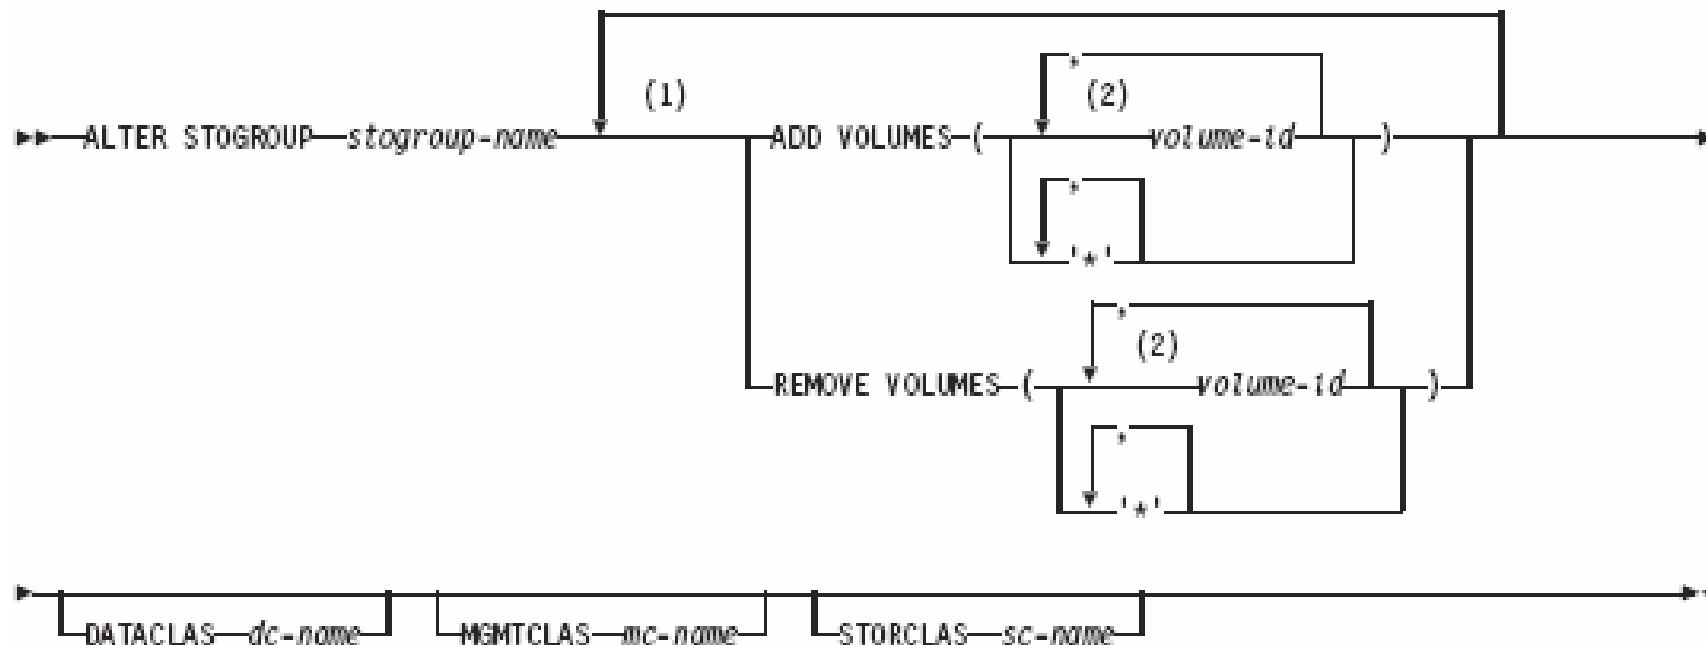 ,
(1) (2)
ALTER STOGROUP stogroup-name ADD VOLUMES ( volume-id )
,
'*'
,
(2)
REMOVE VOLUMES ( volume-id )
,
'*'
DATACLAS dc-name MGMTCLAS mc-name STORCLAS sc-name